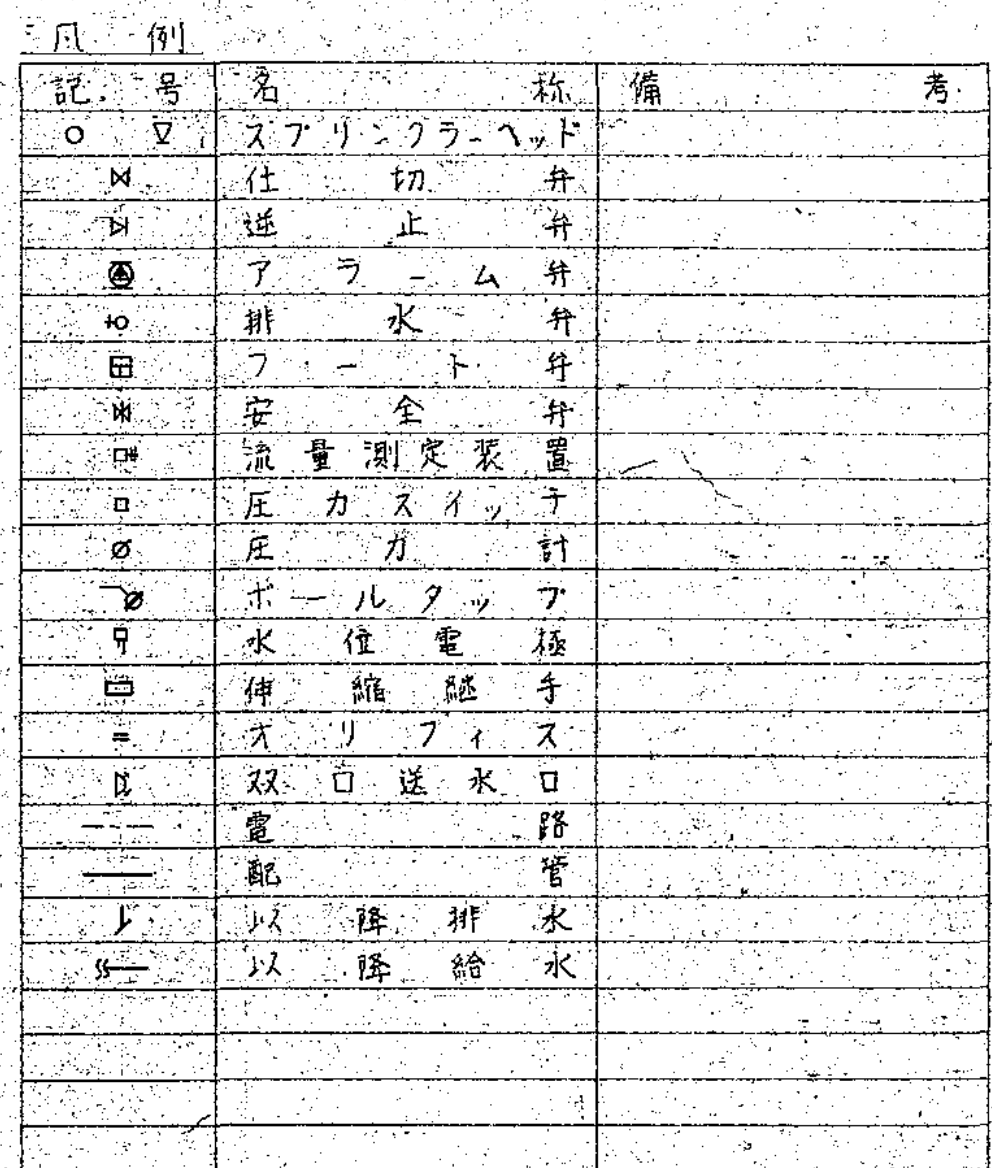 凡例
記号 名称 備考
スプリンクラーヘッド
仕切弁
逆止弁
アラーム弁
排水弁
フート弁
安全弁
流量測定装置
圧力スイッチ
圧力計
ボールタップ
水位電極
伸縮継手
オリフィス
双口送水口
電路
配管
以降排水
以降給水